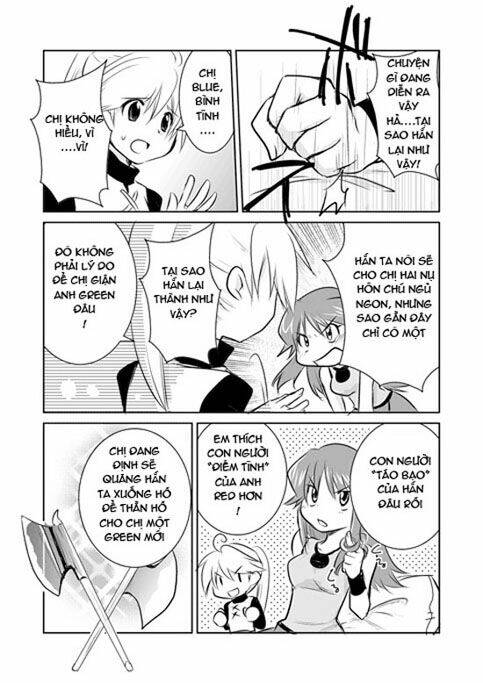 CHUYỆN
GÌ ĐANG
DIỄN RA
VẬY
HẢ....TẠI
SAO HẮN
LẠI NHƯ
VẬY!
CHỊ
BLUE,
BÌNH
TĨNH
....
CHỊ KHÔNG
HIỂU, VÌ
....VÌ!
HẮN TA NÓI SẼ
CHO CHỊ HAI NỤ
HÔN CHÚ NGỦ
NGON, NHƯNG
SAO GẦN ĐÂY
CHỈ CÓ MỘT
TẠI SAO
HẮN LẠI
THÀNH NHƯ
VẬY?
ĐÓ KHÔNG
PHẢI LÝ DO
ĐỂ CHỊ GIẬN
ANH GREEN
ĐÂU
!
CON NGƯỜI
"TÁO BẠO"
CỦA HẮN
ĐÂU RỒI
EM THÍCH
CON NGƯỜI
"ĐIỀM TĨNH"
CỦA ANH
RED HƠN
!
CHỊ ĐANG
ĐỊNH SẼ
QUĂNG HẮN
TA XUỐNG HỒ
ĐỂ THẦN HỒ
CHO CHỊ MỘT
GREEN MỚI